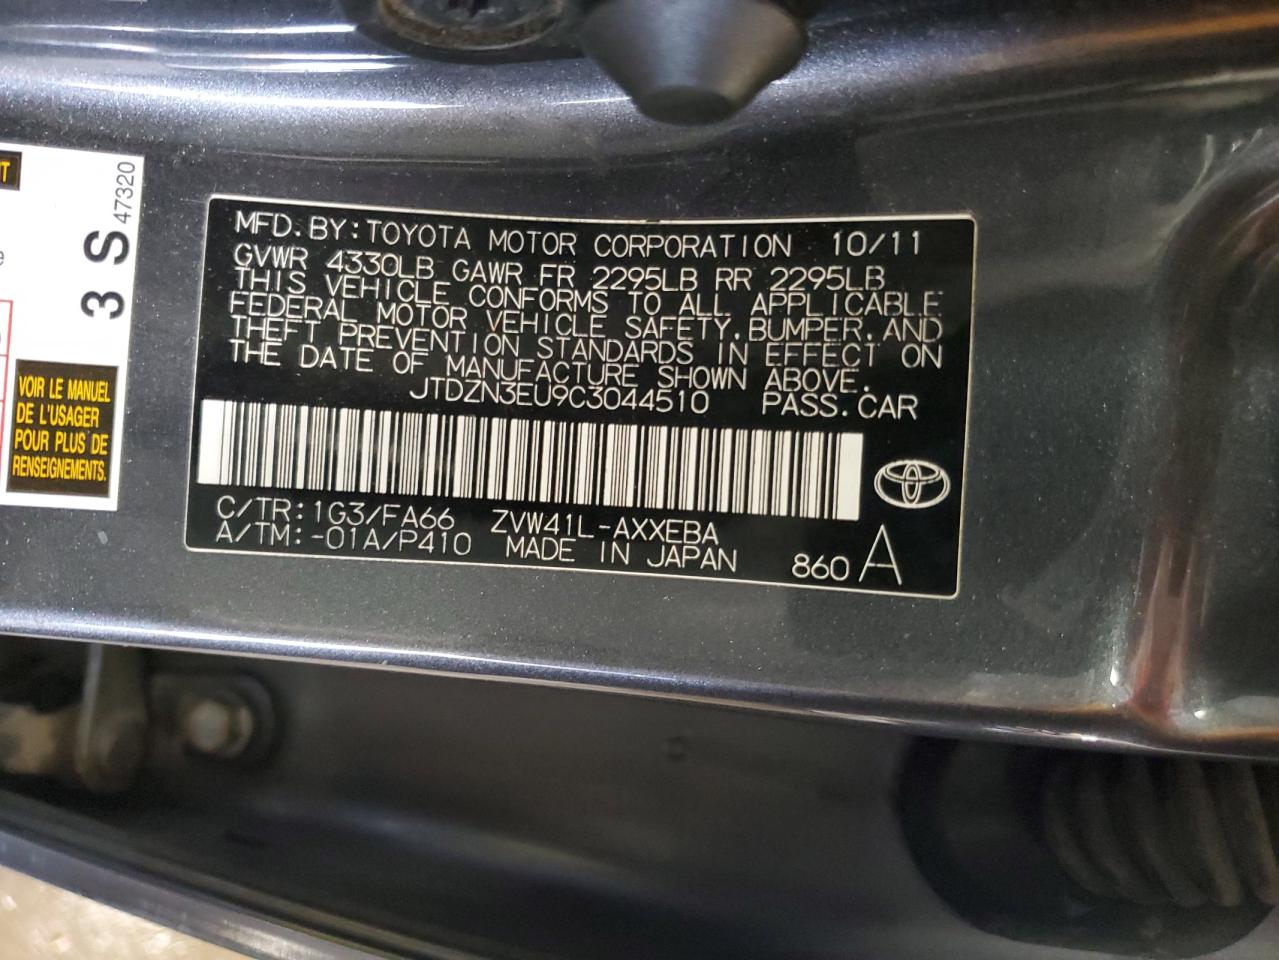 MFD. BY: TOYOTA MOTOR CORPORATION 10/11
GVWR 4330LB GAWR FR 2295LB RR 2295LB
THIS VEHICLE CONFORMS TO ALL APPLICABLE
FEDERAL MOTOR VEHICLE SAFETY, BUMPER, AND
THEFT PREVENTION STANDARDS IN EFFECT ON
THE DATE OF MANUFACTURE SHOWN ABOVE.
JTDZN3EU9C3044510 PASS. CAR
C/TR: 1G3/FA66 ZVW41L-AXXEBA
A/TM: -01A/P410 MADE IN JAPAN 860 A
3 S 47320
VOIR LE MANUEL
DE L'USAGER
POUR PLUS DE
RENSEIGNEMENTS.